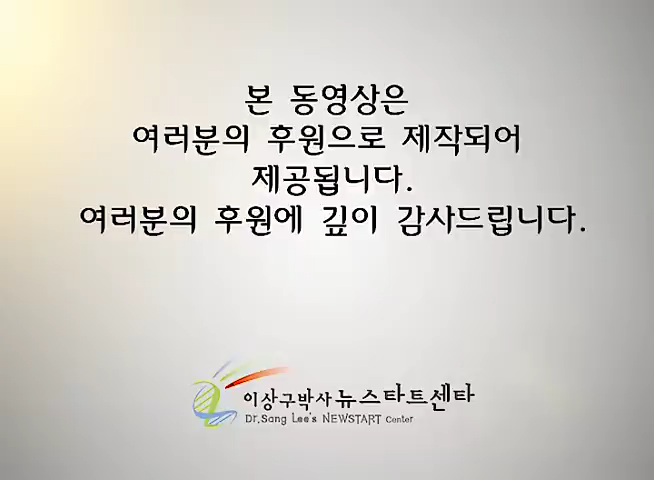 본 동영상은
여러분의 후원으로 제작되어
제공됩니다.
여러분의 후원에 깊이 감사드립니다.
이상구박사 뉴스타트센타
Dr.Sang Lee's NEWSTART Center